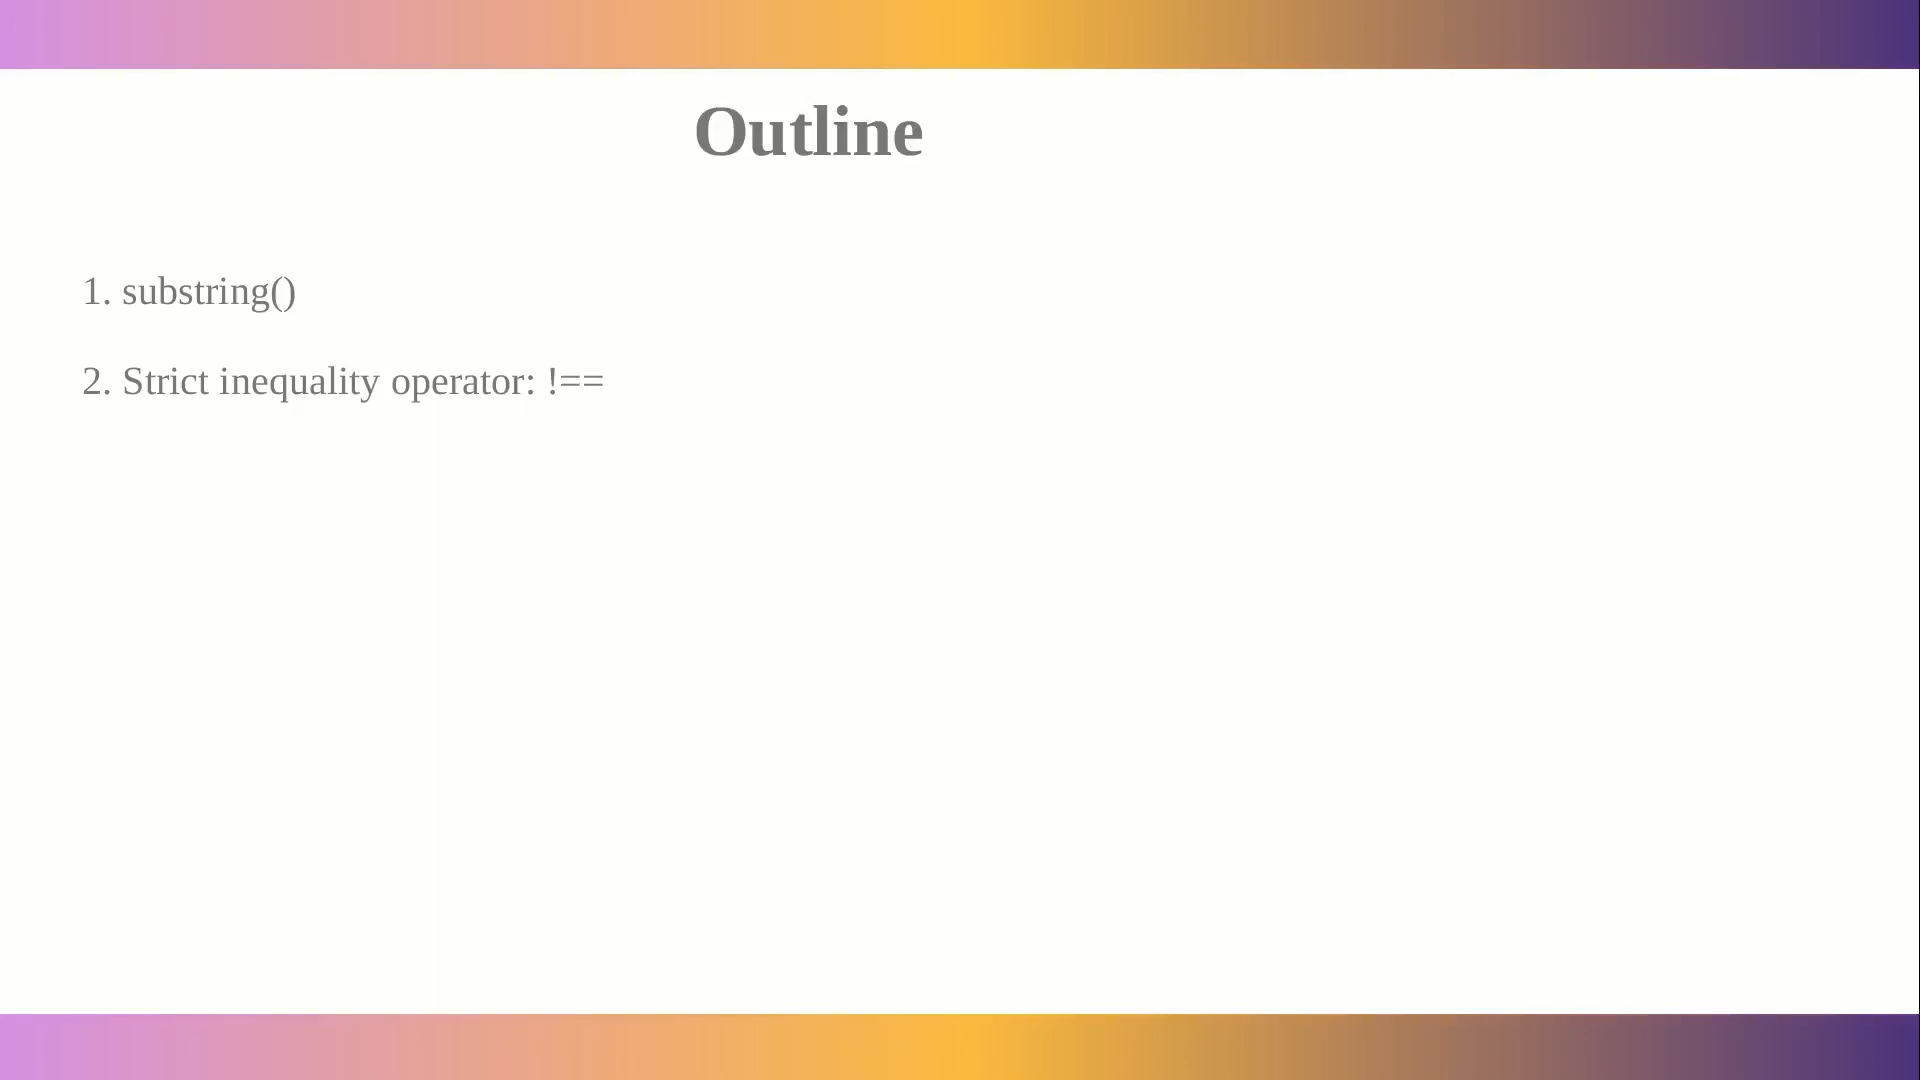 Outline
1. substring()
2. Strict inequality operator: !==